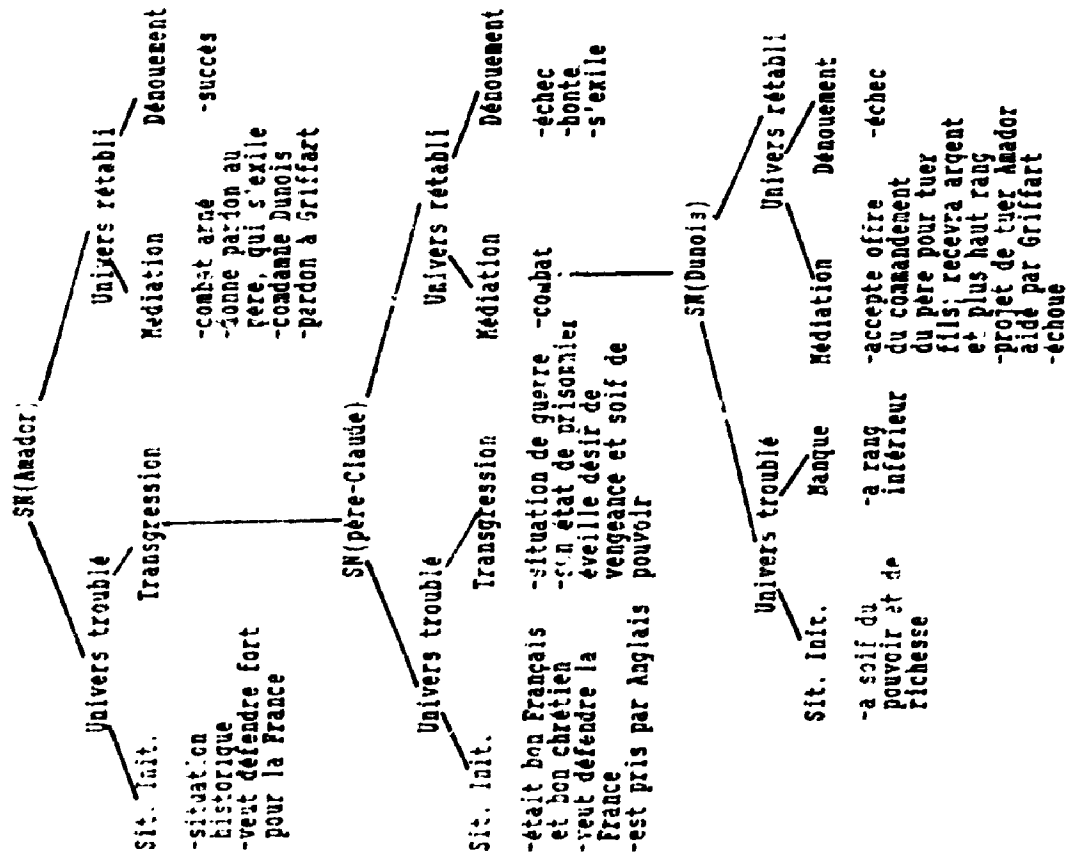 SN(Amador)
Univers troublé
Univers rétabli
Sit. Init.
Transgression
Médiation
Dénouement
-situation
historique
-veut défendre fort
pour la France
-combat armé
-donne pardon au
père, qui s'exile
-condamne Dunois
-pardon à Griffart
-succès
SN(père-Claude)
Univers troublé
Univers rétabli
Sit. Init.
Transgression
Médiation
Dénouement
-était bon Français
et bon chrétien
-veut défendre la
France
-est pris par Anglais
-situation de guerre
-son état de prisonnier
éveille désir de
vengeance et soif de
pouvoir
-combat
-échec
-honte
-s'exile
SN(Dunois)
Univers troublé
Univers rétabli
Sit. Init.
Manque
Médiation
Dénouement
-a soif du
pouvoir et de
richesse
-a rang
inférieur
-accepte offre
du commandement
du père pour tuer
fils recevra argent
et plus haut rang
-projet de tuer Amador
aidé par Griffart
-échoue
-échec